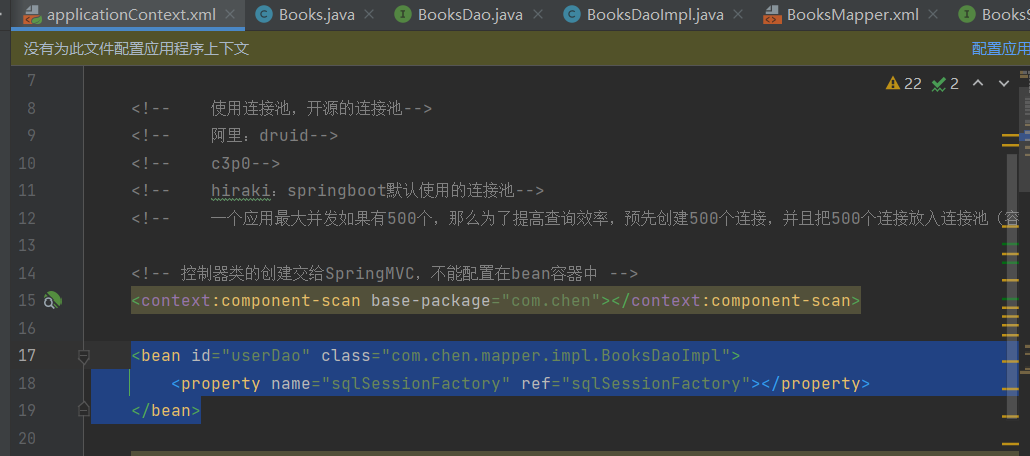 applicationContext.xml Books.java BooksDao.java BooksDaoImpl.java BooksMapper.xml BooksS
没有为此文件配置应用程序上下文 配置应用
22 2
7
8 <!-- 使用连接池，开源的连接池-->
9 <!-- 阿里：druid-->
10 <!-- c3p0-->
11 <!-- hiraki：springboot默认使用的连接池-->
12 <!-- 一个应用最大并发如果有500个，那么为了提高查询效率，预先创建500个连接，并且把500个连接放入连接池（容
13
14 <!-- 控制器类的创建交给SpringMVC，不能配置在bean容器中 -->
15 <context:component-scan base-package="com.chen"></context:component-scan>
16
17 <bean id="userDao" class="com.chen.mapper.impl.BooksDaoImpl">
18 <property name="sqlSessionFactory" ref="sqlSessionFactory"></property>
19 </bean>
20